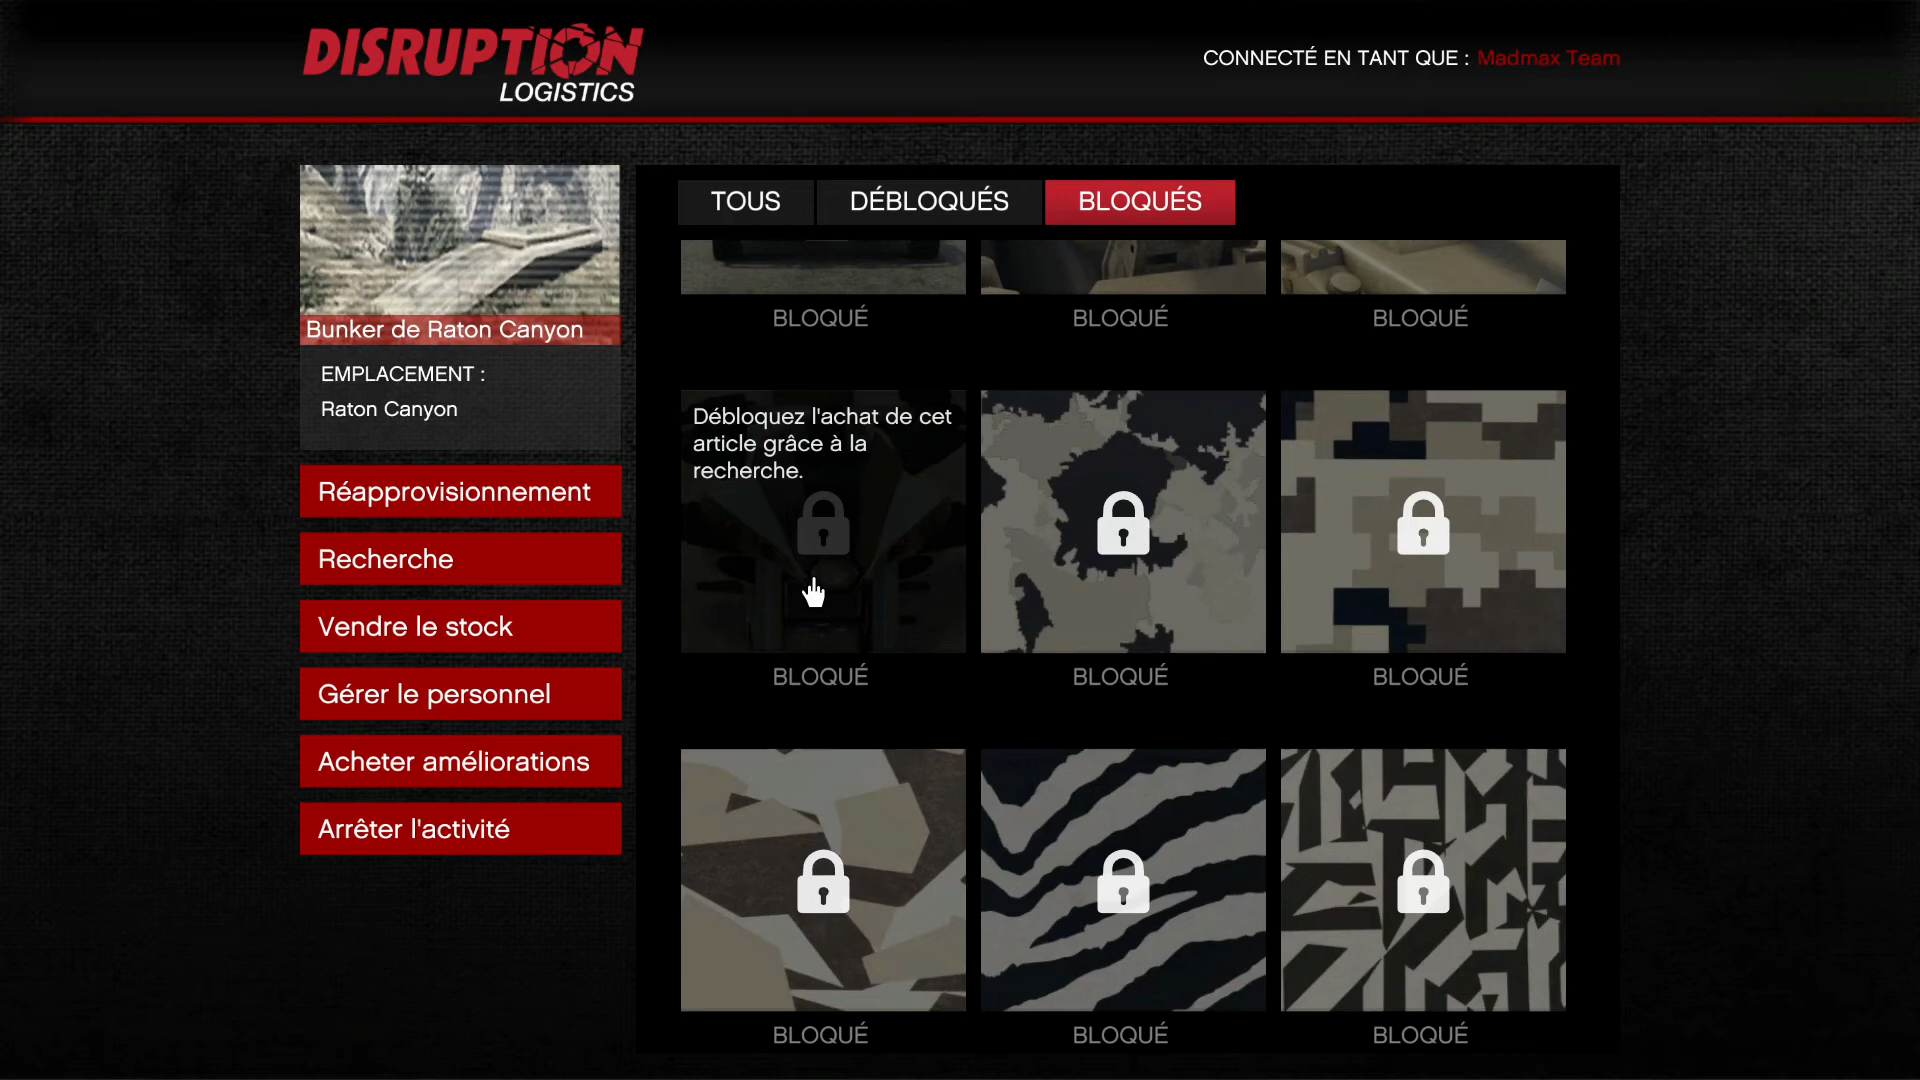 DISRUPTION
LOGISTICS
CONNECTÉ EN TANT QUE : Madmax Team
Bunker de Raton Canyon
EMPLACEMENT :
Raton Canyon
Réapprovisionnement
Recherche
Vendre le stock
Gérer le personnel
Acheter améliorations
Arrêter l'activité
TOUS
DÉBLOQUÉS
BLOQUÉS
BLOQUÉ
BLOQUÉ
BLOQUÉ
Débloquez l'achat de cet
article grâce à la
recherche.
BLOQUÉ
BLOQUÉ
BLOQUÉ
BLOQUÉ
BLOQUÉ
BLOQUÉ